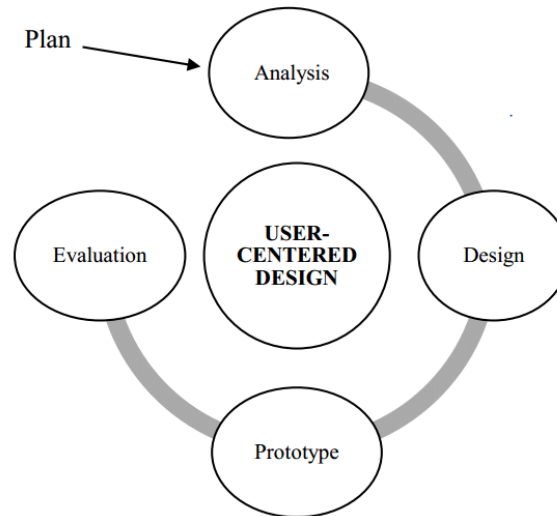 Plan
Analysis
Evaluation
USER-
CENTERED
DESIGN
Design
Prototype